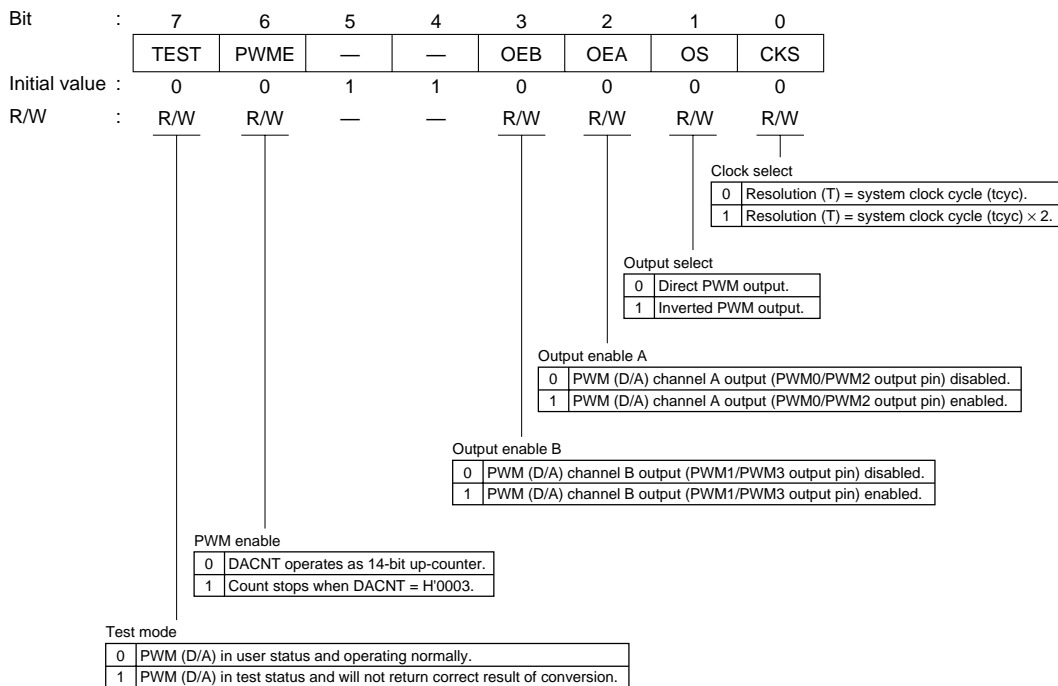 Bit : 7 6 5 4 3 2 1 0
TEST PWME — — OEB OEA OS CKS
Initial value : 0 0 1 1 0 0 0 0
R/W : R/W R/W — — R/W R/W R/W R/W
Clock select
0 Resolution (T) = system clock cycle (tcyc).
1 Resolution (T) = system clock cycle (tcyc) × 2.
Output select
0 Direct PWM output.
1 Inverted PWM output.
Output enable A
0 PWM (D/A) channel A output (PWM0/PWM2 output pin) disabled.
1 PWM (D/A) channel A output (PWM0/PWM2 output pin) enabled.
Output enable B
0 PWM (D/A) channel B output (PWM1/PWM3 output pin) disabled.
1 PWM (D/A) channel B output (PWM1/PWM3 output pin) enabled.
PWM enable
0 DACNT operates as 14-bit up-counter.
1 Count stops when DACNT = H'0003.
Test mode
0 PWM (D/A) in user status and operating normally.
1 PWM (D/A) in test status and will not return correct result of conversion.